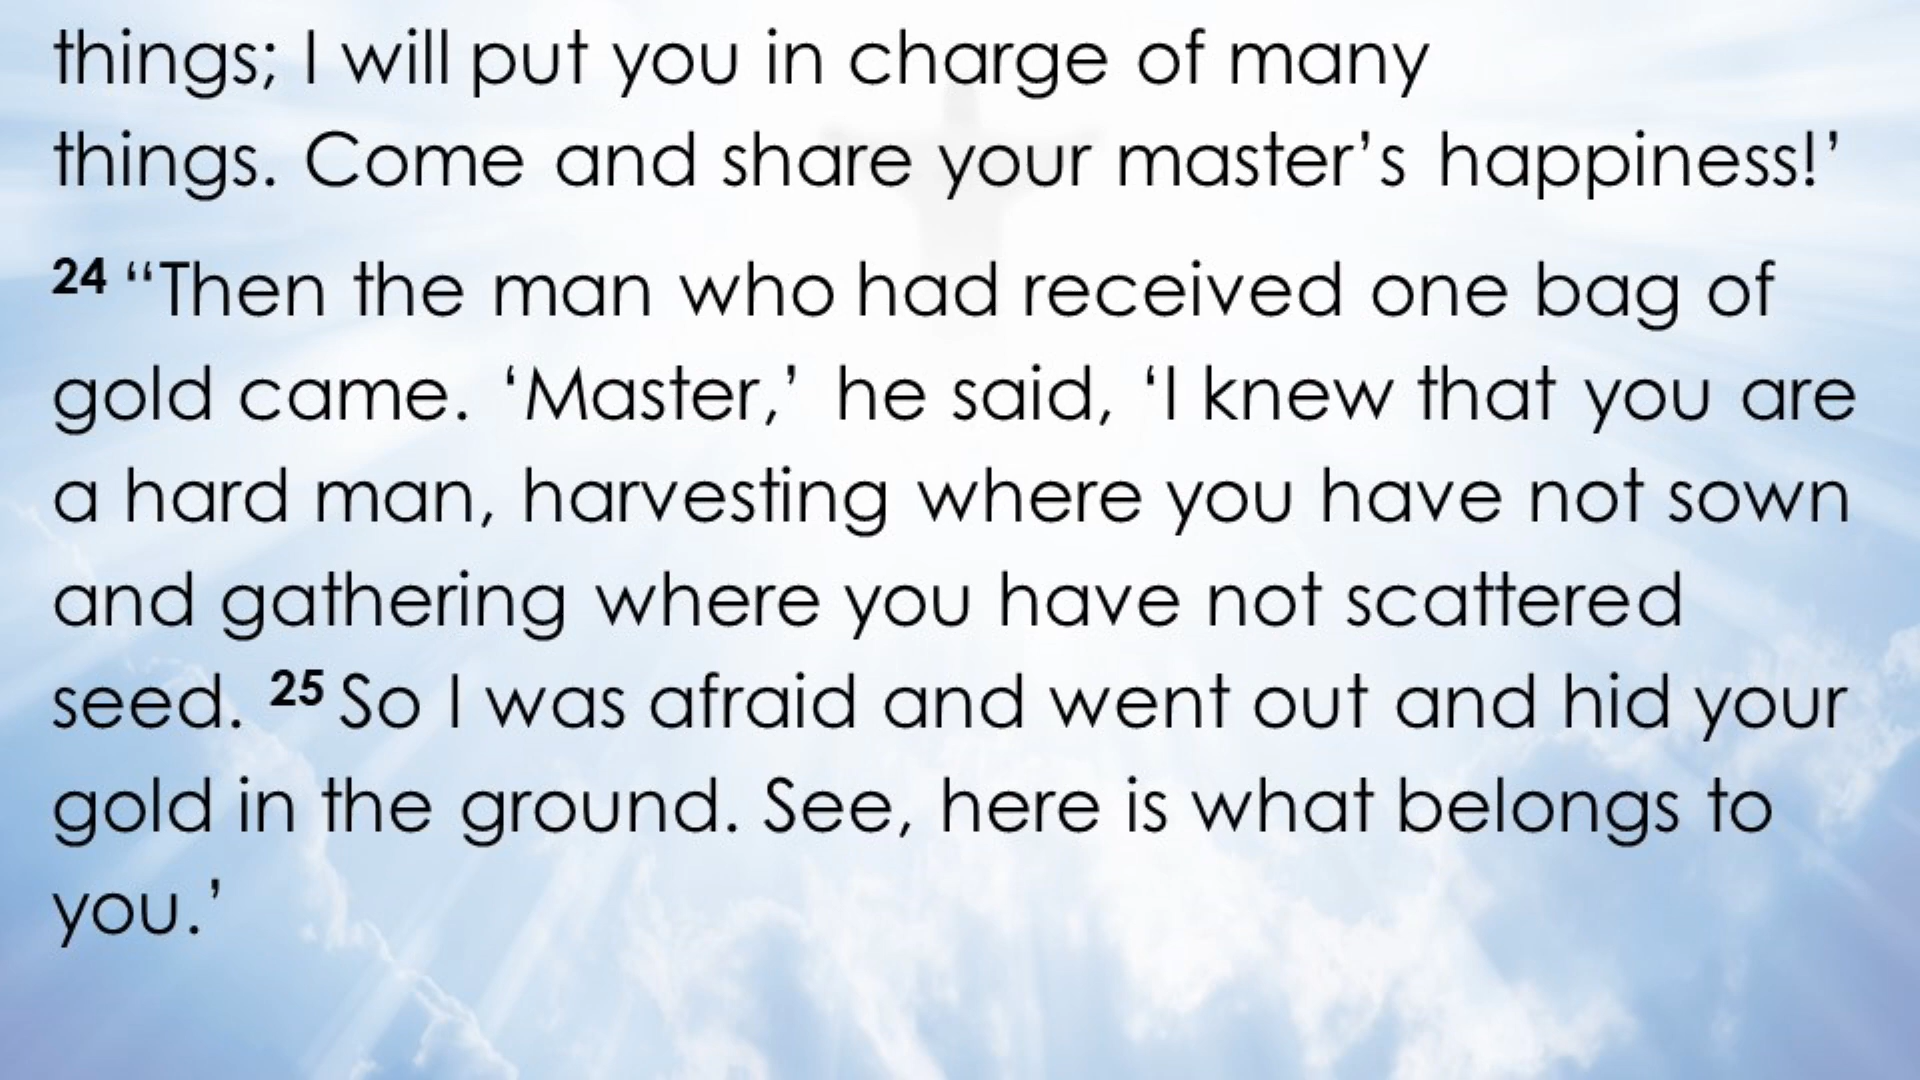 things; I will put you in charge of many
things. Come and share your master’s happiness!’
24 “Then the man who had received one bag of
gold came. ‘Master,’ he said, ‘I knew that you are
a hard man, harvesting where you have not sown
and gathering where you have not scattered
seed. 25 So I was afraid and went out and hid your
gold in the ground. See, here is what belongs to
you.’